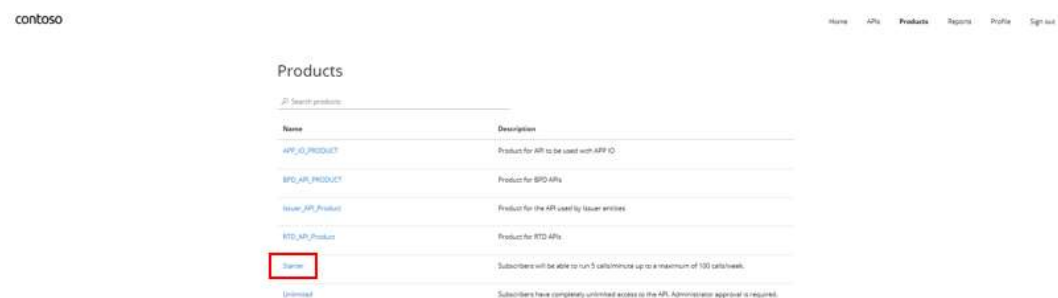 contoso
Home APIs Products Reports Profile Sign out
Products
Search products
Name Description
APP_IO_PRODUCT Product for API to be used with APP IO
BPD_API_PRODUCT Product for BPD APIs
Issuer_API_Product Product for the API used by Issuer entities
RTD_API_Product Product for RTD APIs
Starter Subscribers will be able to run 5 calls/minute up to a maximum of 100 calls/week.
Unlimited Subscribers have completely unlimited access to the API. Administrator approval is required.